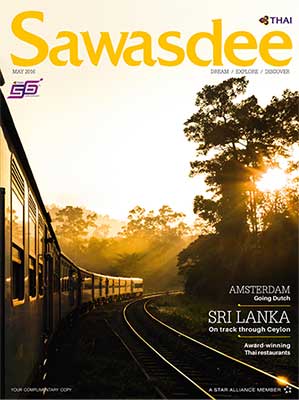 THAI
Sawasdee
MAY 2016
DREAM / EXPLORE / DISCOVER
AMSTERDAM
Going Dutch
SRI LANKA
On track through Ceylon
Award-winning
Thai restaurants
YOUR COMPLIMENTARY COPY
A STAR ALLIANCE MEMBER